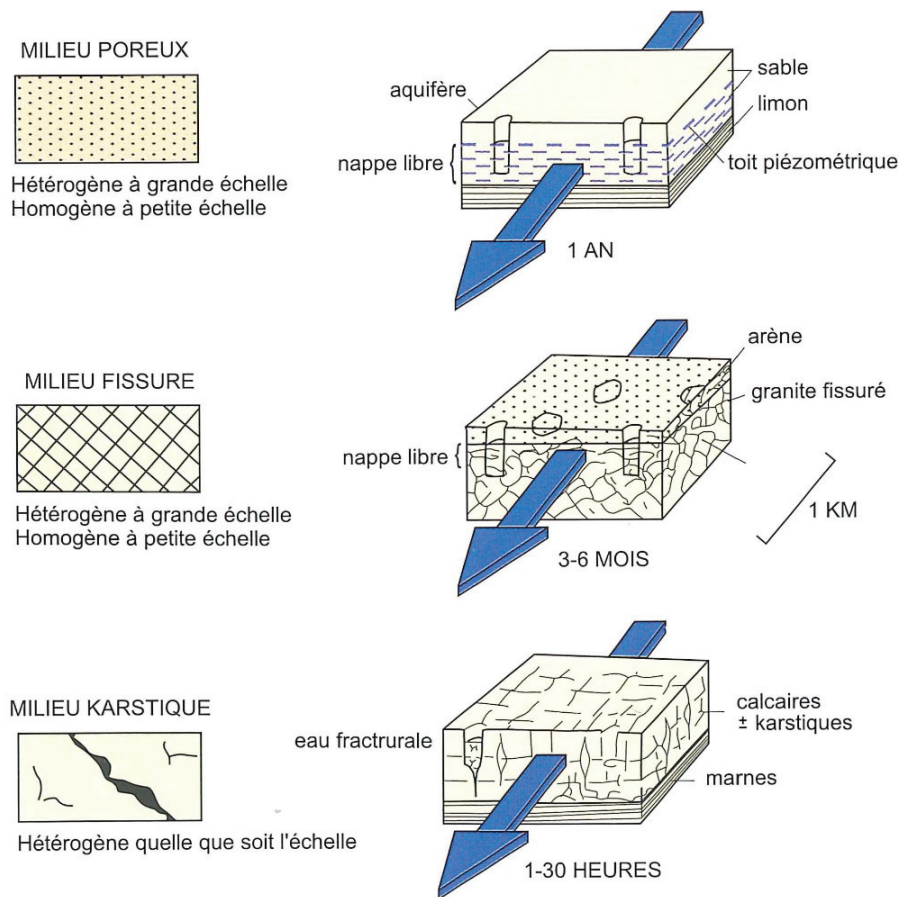 MILIEU POREUX
Hétérogène à grande échelle
Homogène à petite échelle
aquifère
nappe libre
sable
limon
toit piézométrique
1 AN
MILIEU FISSURE
Hétérogène à grande échelle
Homogène à petite échelle
nappe libre
arène
granite fissuré
1 KM
3-6 MOIS
MILIEU KARSTIQUE
Hétérogène quelle que soit l'échelle
eau fractrurale
calcaires
± karstiques
marnes
1-30 HEURES